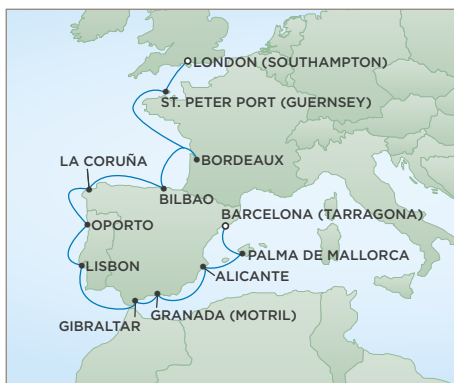 LONDON (SOUTHAMPTON)
ST. PETER PORT (GUERNSEY)
LA CORUÑA
BORDEAUX
BILBAO
BARCELONA (TARRAGONA)
OPORTO
PALMA DE MALLORCA
LISBON
ALICANTE
GRANADA (MOTRIL)
GIBRALTAR